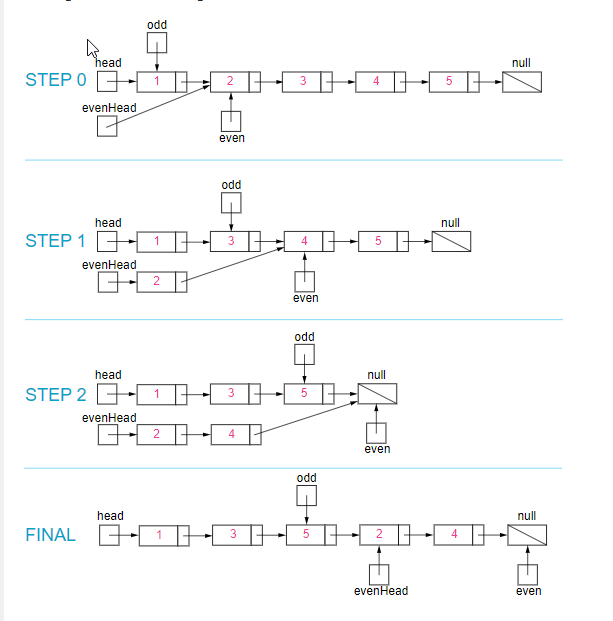 odd
head
null
STEP 0
1 2 3 4 5
evenHead
even
odd
head
null
STEP 1
1 3 4 5
evenHead
2
even
odd
head
null
STEP 2
1 3 5
evenHead
2 4
even
odd
head
null
FINAL
1 3 5 2 4
evenHead
even